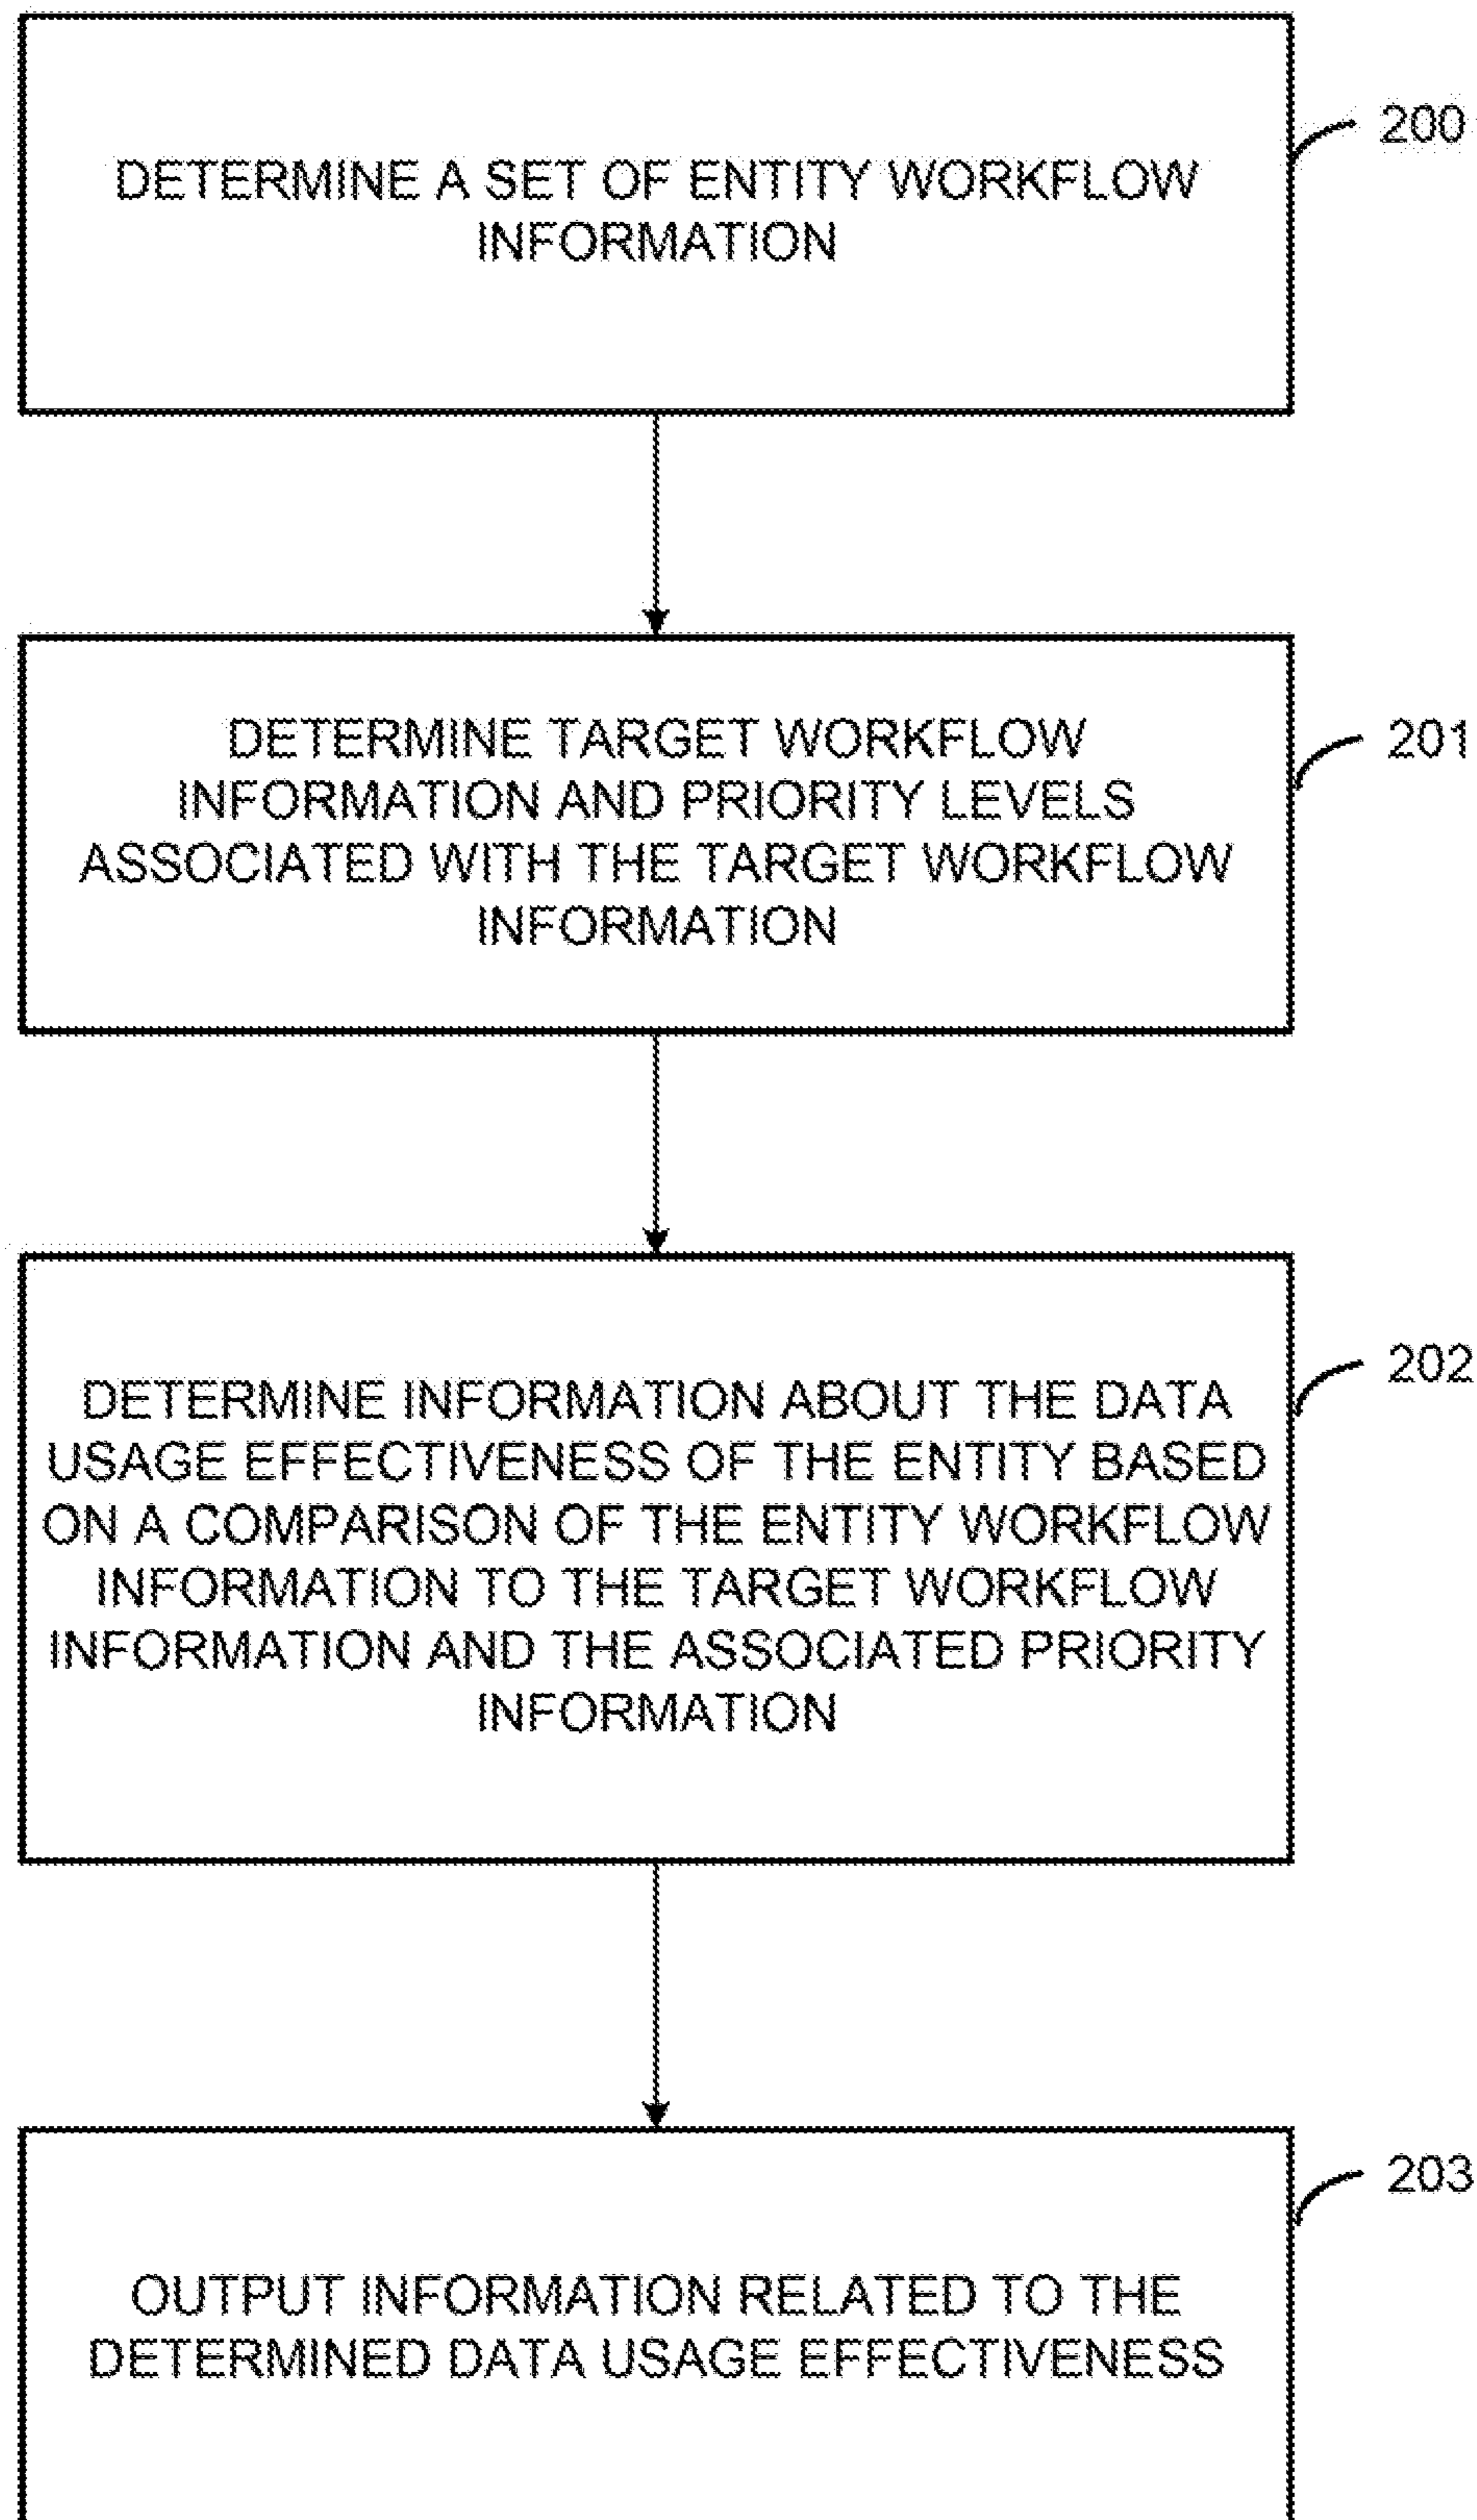 200
DETERMINE A SET OF ENTITY WORKFLOW
INFORMATION
201
DETERMINE TARGET WORKFLOW
INFORMATION AND PRIORITY LEVELS
ASSOCIATED WITH THE TARGET WORKFLOW
INFORMATION
202
DETERMINE INFORMATION ABOUT THE DATA
USAGE EFFECTIVENESS OF THE ENTITY BASED
ON A COMPARISON OF THE ENTITY WORKFLOW
INFORMATION TO THE TARGET WORKFLOW
INFORMATION AND THE ASSOCIATED PRIORITY
INFORMATION
203
OUTPUT INFORMATION RELATED TO THE
DETERMINED DATA USAGE EFFECTIVENESS